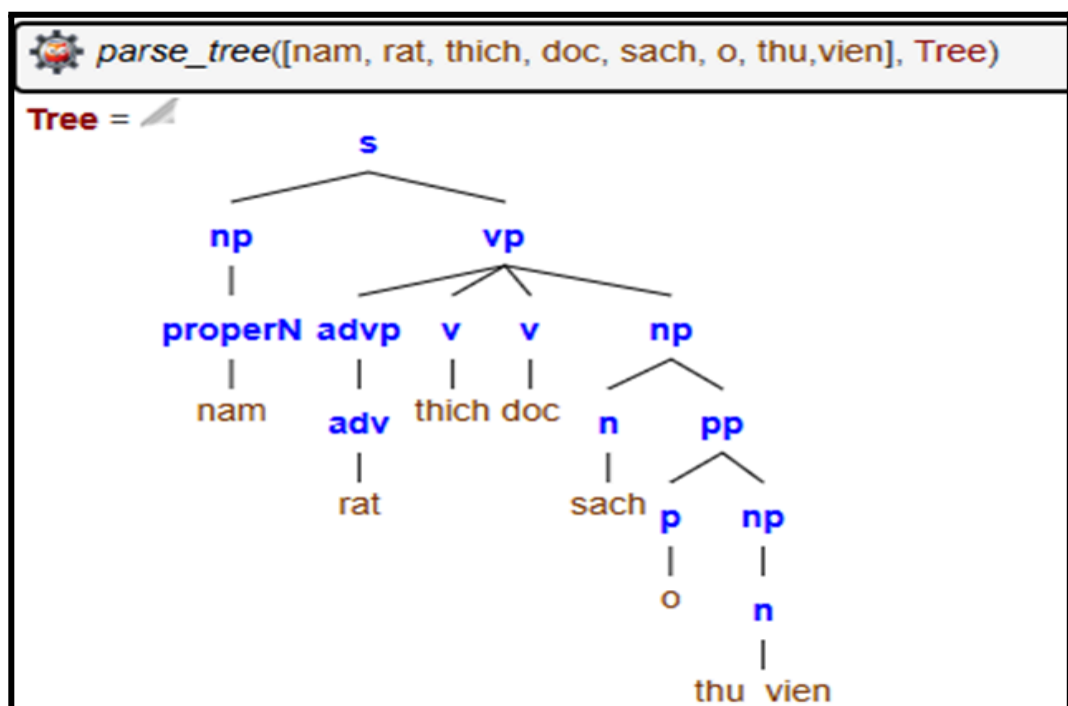 parse_tree([nam, rat, thich, doc, sach, o, thu,vien], Tree)
Tree =
s
np vp
properN advp v v np
nam adv thich doc n pp
rat sach p np
o n
thu vien